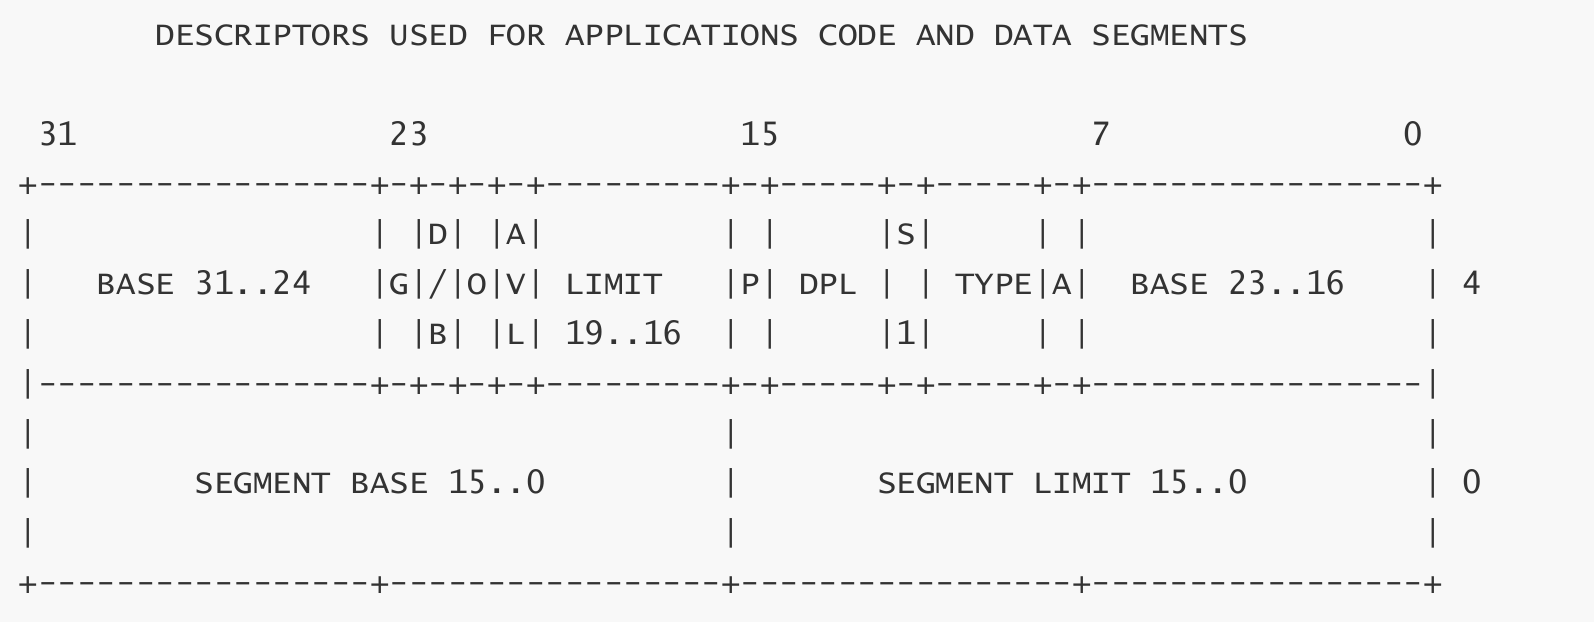 DESCRIPTORS USED FOR APPLICATIONS CODE AND DATA SEGMENTS
 31                23                15                7               0
+-----------------+-+-+-+-+---------+-+-----+-+-----+-+-----------------+
|                 | |D| |A|         | |     |S|     | |                 |
|   BASE 31..24   |G|/|O|V| LIMIT   |P| DPL | | TYPE|A|  BASE 23..16    | 4
|                 | |B| |L| 19..16  | |     |1|     | |                 |
|-----------------+-+-+-+-+---------+-+-----+-+-----+-+-----------------|
|                                   |                                   |
|        SEGMENT BASE 15..0         |       SEGMENT LIMIT 15..0         | 0
|                                   |                                   |
+-----------------+-----------------+-----------------+-----------------+